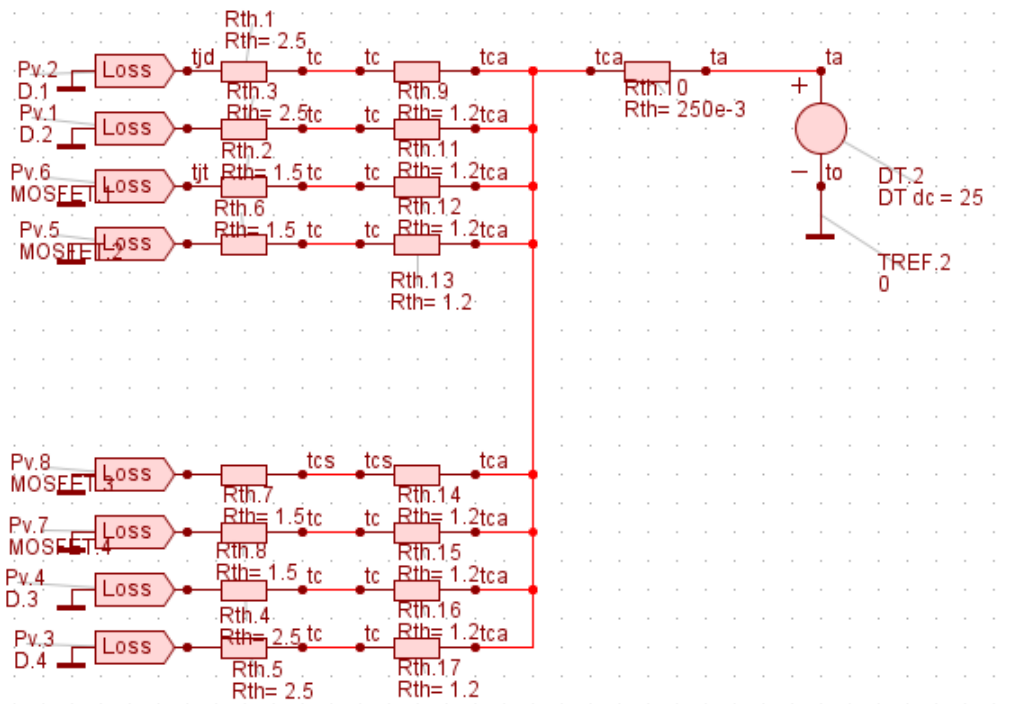 Rth.1
Rth= 2.5
Pv.2
D.1
Loss
tjd
tc
tc
tca
tca
ta
ta
Rth.3
Rth= 2.5
Rth.9
Rth= 1.2
Rth.10
Rth= 250e-3
+
Pv.1
D.2
Loss
tc
tc
tca
Rth.2
Rth= 1.5
Rth.11
Rth= 1.2
Pv.6
MOSFET.1
Loss
tjt
tc
tc
tca
−
to
DT.2
DT dc = 25
Rth.6
Rth= 1.5
Rth.12
Rth= 1.2
Pv.5
MOSFET.2
Loss
tc
tc
tca
TREF.2
0
Rth.13
Rth= 1.2
Pv.8
MOSFET.3
Loss
tcs
tcs
tca
Rth.7
Rth= 1.5
Rth.14
Rth= 1.2
Pv.7
MOSFET.4
Loss
tc
tc
tca
Rth.8
Rth= 1.5
Rth.15
Rth= 1.2
Pv.4
D.3
Loss
tc
tc
tca
Rth.4
Rth= 2.5
Rth.16
Rth= 1.2
Pv.3
D.4
Loss
tc
tc
tca
Rth.5
Rth= 2.5
Rth.17
Rth= 1.2